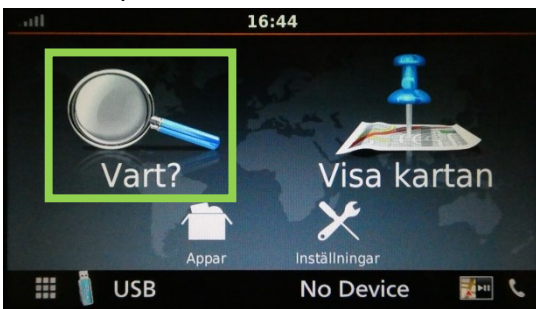 16:44
Vart? Visa kartan
Appar Inställningar
USB No Device